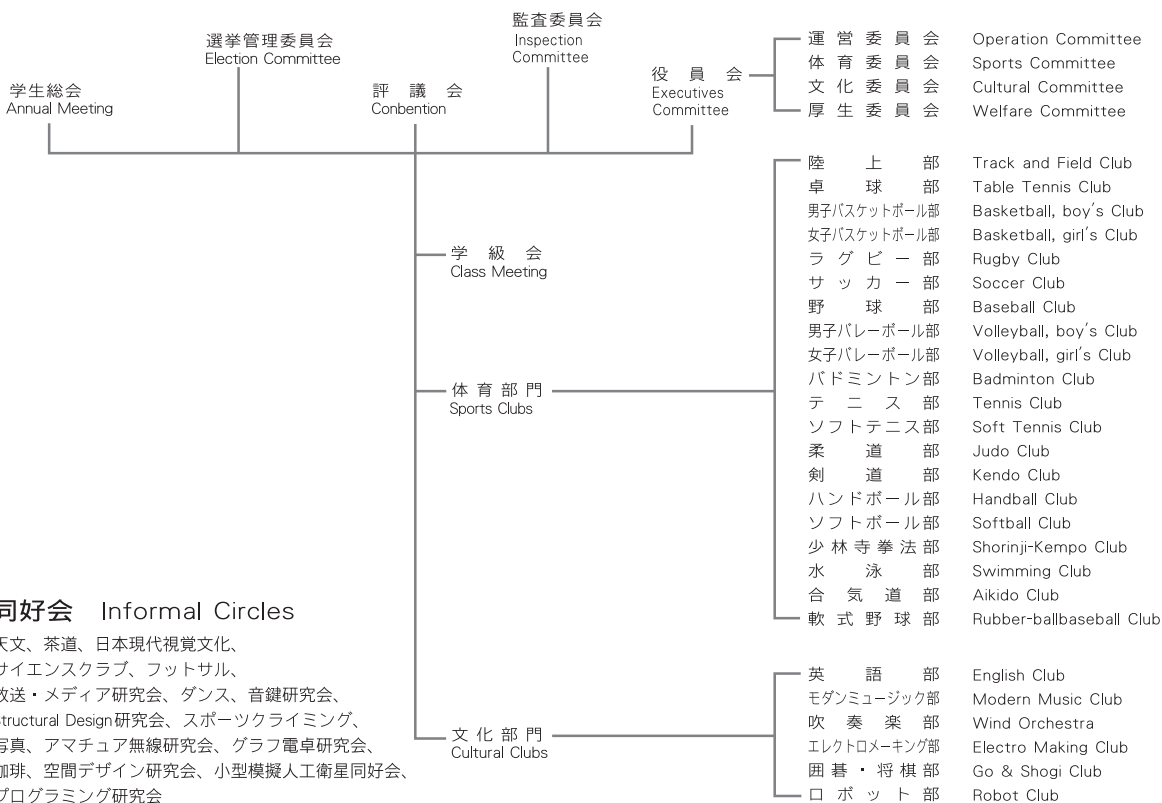 監査委員会
Inspection
Committee
選挙管理委員会
Election Committee
学生総会
Annual Meeting
評議会
Conbention
役員会
Executives
Committee
運営委員会 Operation Committee
体育委員会 Sports Committee
文化委員会 Cultural Committee
厚生委員会 Welfare Committee
学級会
Class Meeting
体育部門
Sports Clubs
陸上部 Track and Field Club
卓球部 Table Tennis Club
男子バスケットボール部 Basketball, boy's Club
女子バスケットボール部 Basketball, girl's Club
ラグビー部 Rugby Club
サッカー部 Soccer Club
野球部 Baseball Club
男子バレーボール部 Volleyball, boy's Club
女子バレーボール部 Volleyball, girl's Club
バドミントン部 Badminton Club
テニス部 Tennis Club
ソフトテニス部 Soft Tennis Club
柔道部 Judo Club
剣道部 Kendo Club
ハンドボール部 Handball Club
ソフトボール部 Softball Club
少林寺拳法部 Shorinji-Kempo Club
水泳部 Swimming Club
合気道部 Aikido Club
軟式野球部 Rubber-ballbaseball Club
文化部門
Cultural Clubs
英語部 English Club
モダンミュージック部 Modern Music Club
吹奏楽部 Wind Orchestra
エレクトロメーキング部 Electro Making Club
囲碁・将棋部 Go & Shogi Club
ロボット部 Robot Club
同好会 Informal Circles
天文、茶道、日本現代視覚文化、
サイエンスクラブ、フットサル、
放送・メディア研究会、ダンス、音鍵研究会、
Structural Design研究会、スポーツクライミング、
写真、アマチュア無線研究会、グラフ電卓研究会、
珈琲、空間デザイン研究会、小型模擬人工衛星同好会、
プログラミング研究会